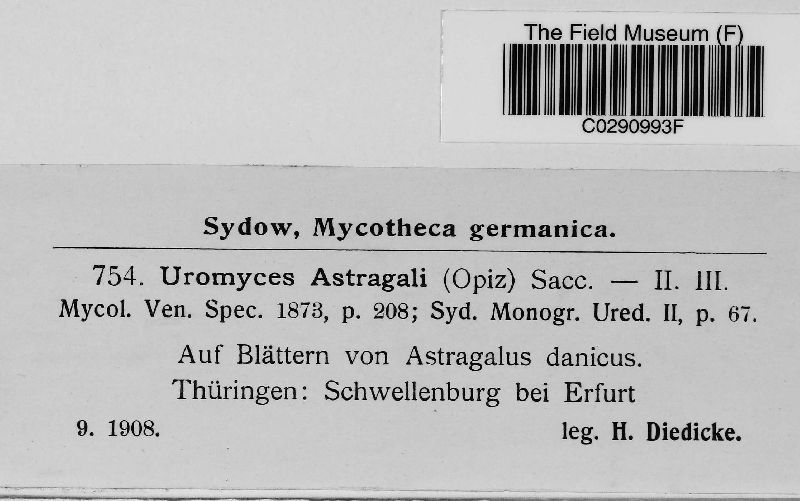 The Field Museum (F)
C0290993F
Sydow, Mycotheca germanica.
754. Uromyces Astragali (Opiz) Sacc. — II. III.
Mycol. Ven. Spec. 1873, p. 208; Syd. Monogr. Ured. II, p. 67.
Auf Blättern von Astragalus danicus.
Thüringen: Schwellenburg bei Erfurt
9. 1908. leg. H. Diedicke.